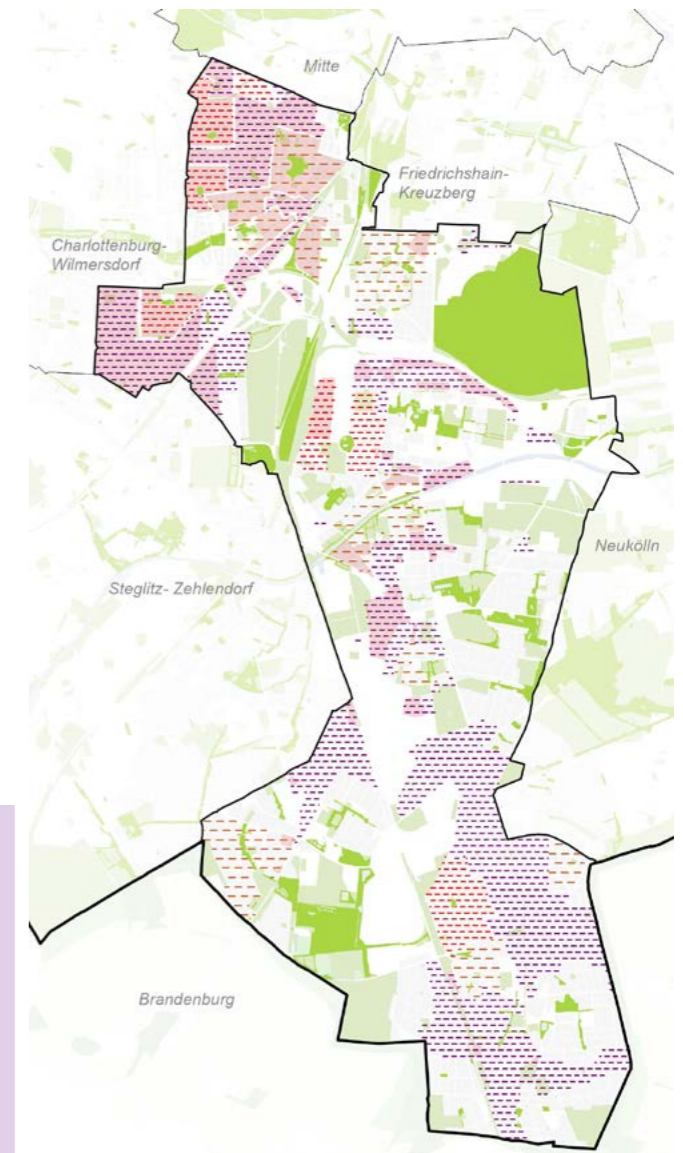 Mitte
Friedrichshain-
Kreuzberg
Charlottenburg-
Wilmersdorf
Neukölln
Steglitz- Zehlendorf
Brandenburg